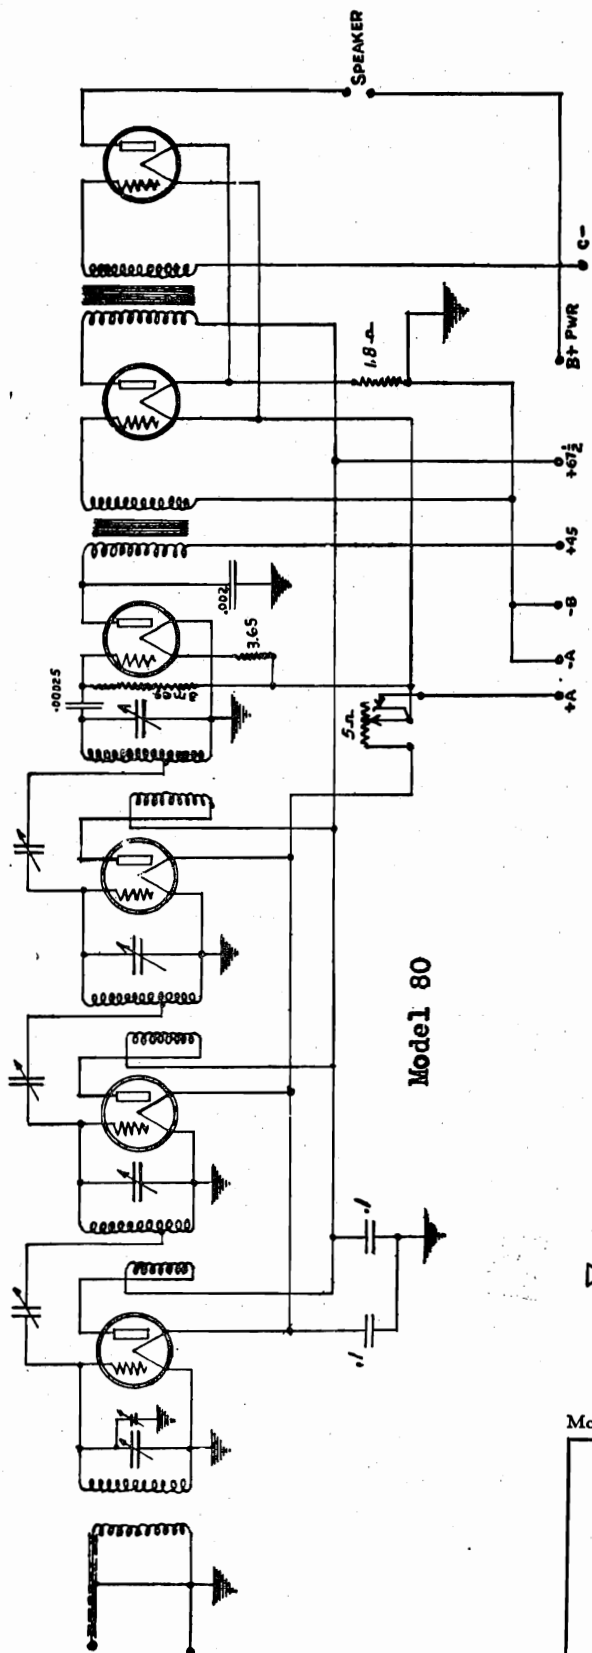 SPEAKER
C-
B+ PWR
1.8 Ω
+67½
+45
.002
-B
3.65
-A
.00025
3 meg
+A
5 Ω
Model 80
.1
.1
Mo